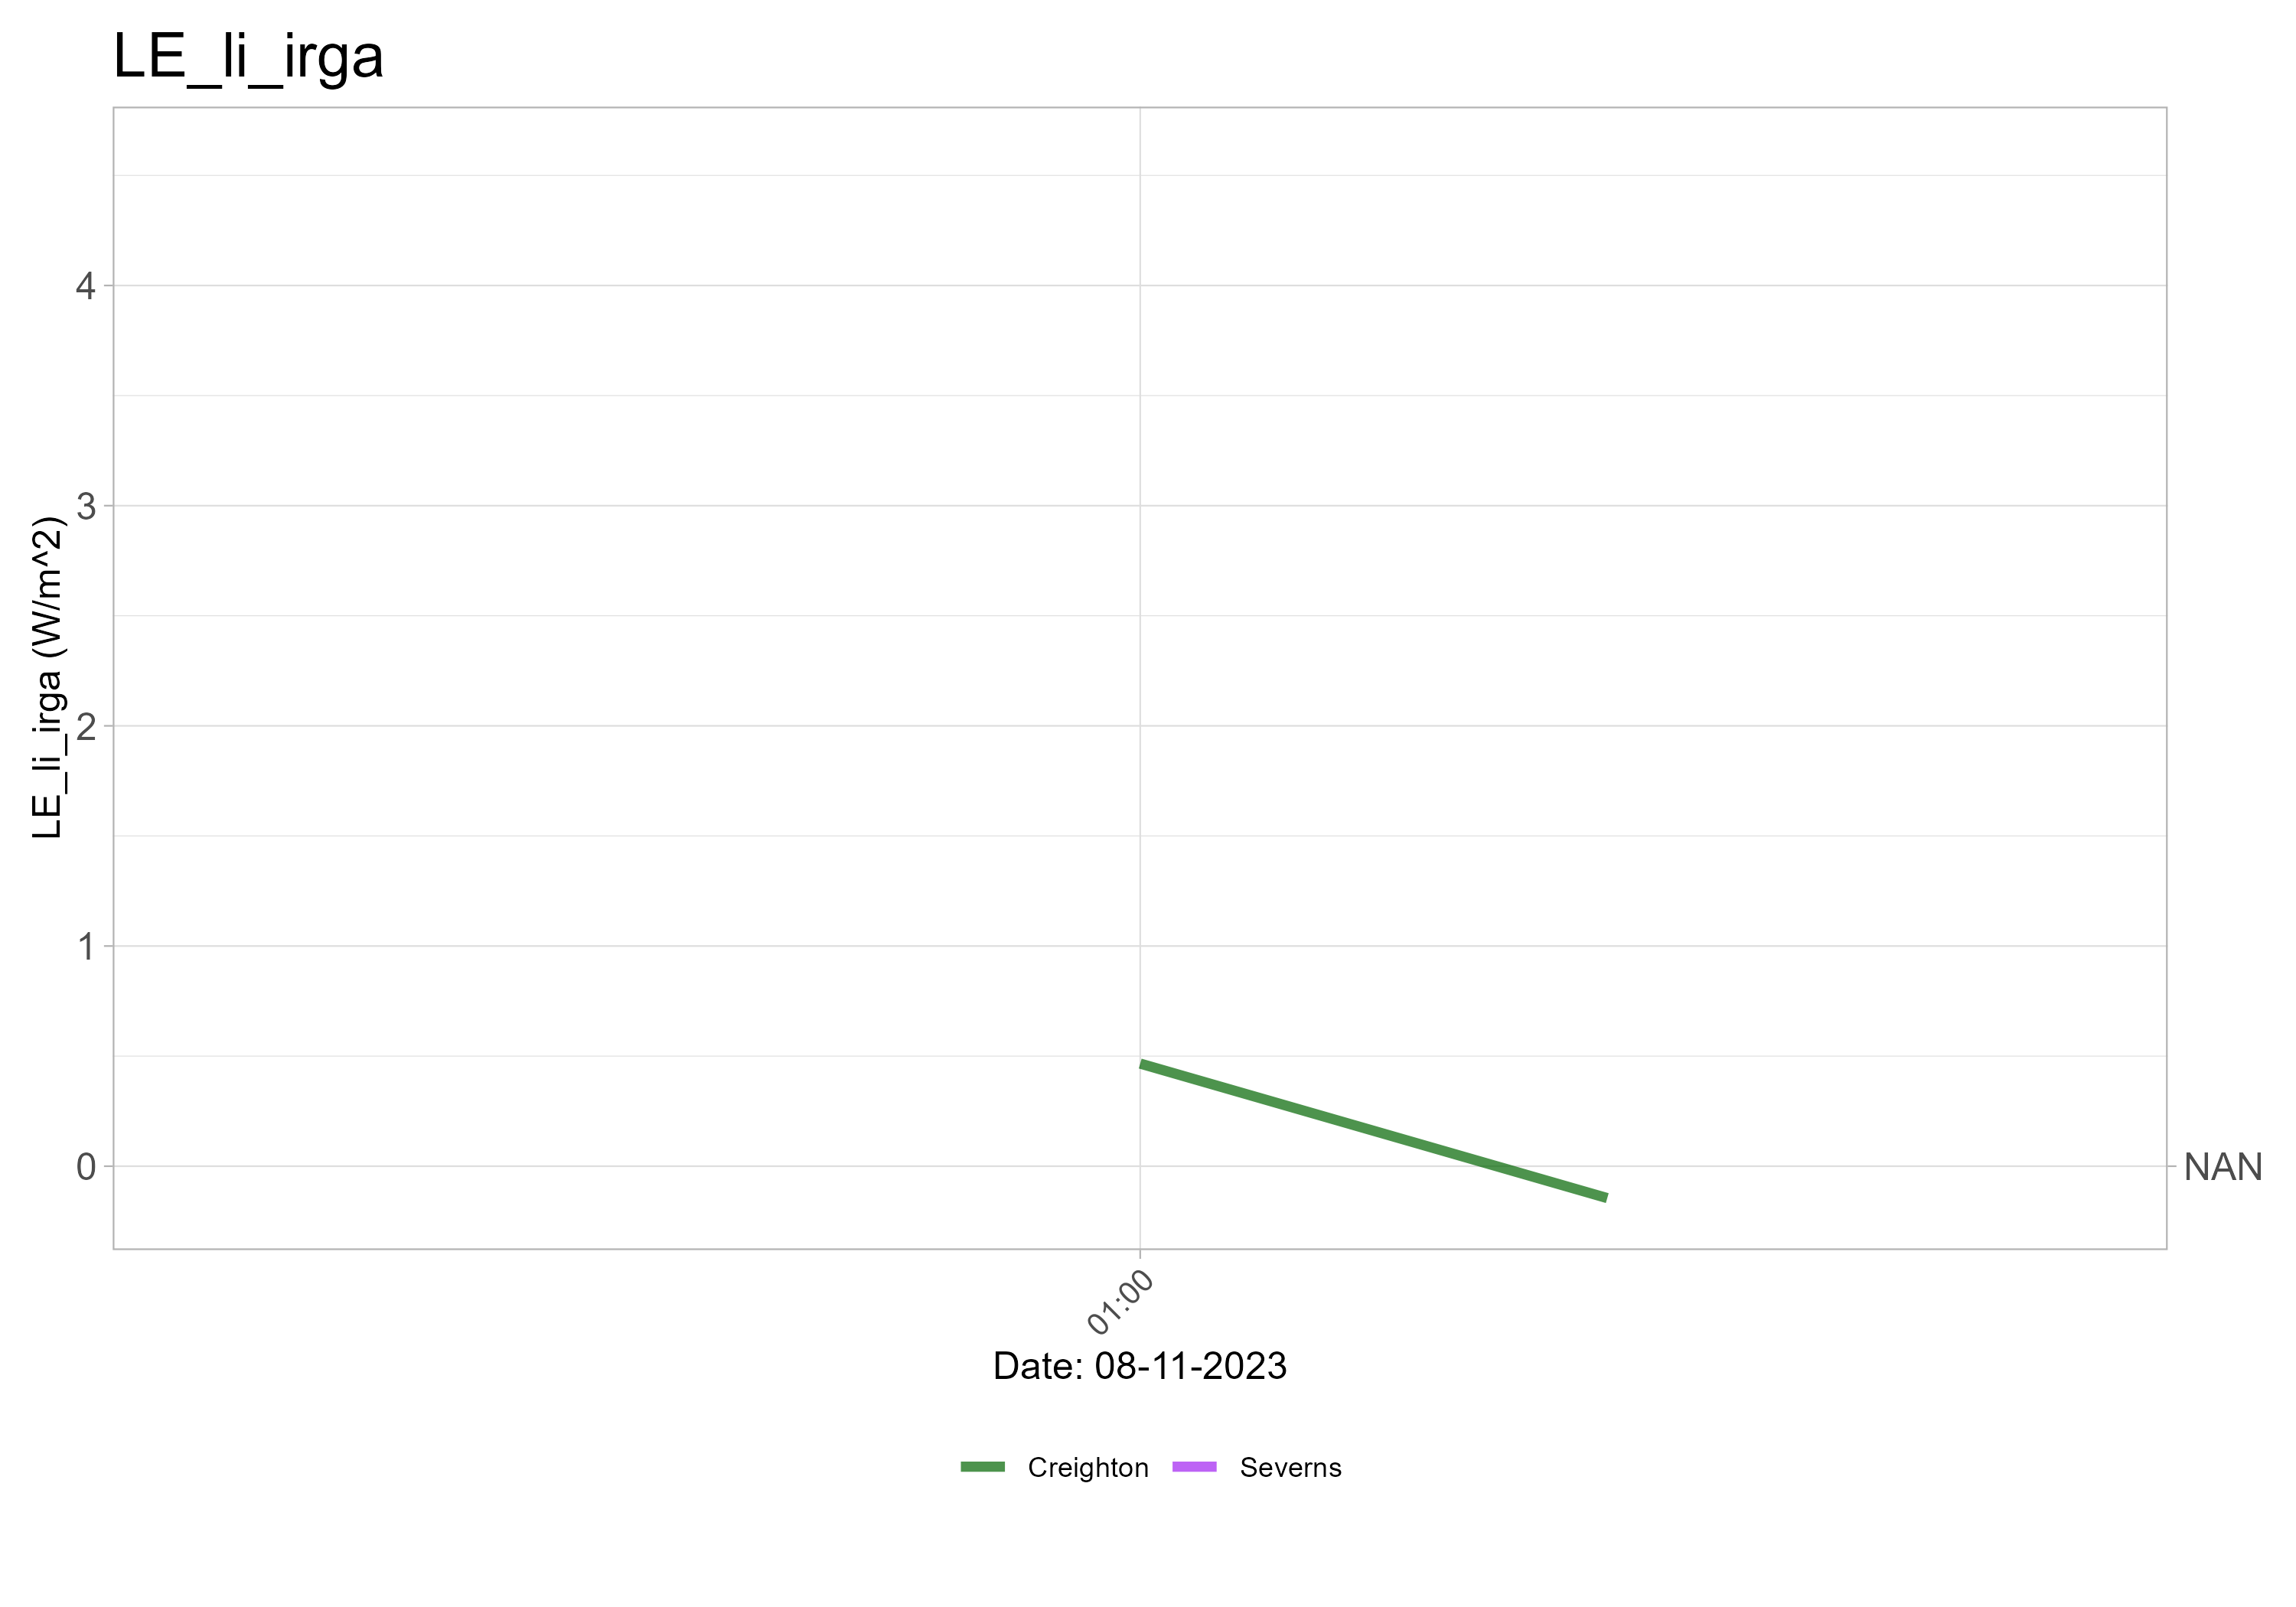 LE_li_irga
LE_li_irga (W/m^2)
4
3
2
1
0
NAN
01:00
Date: 08-11-2023
Creighton Severns